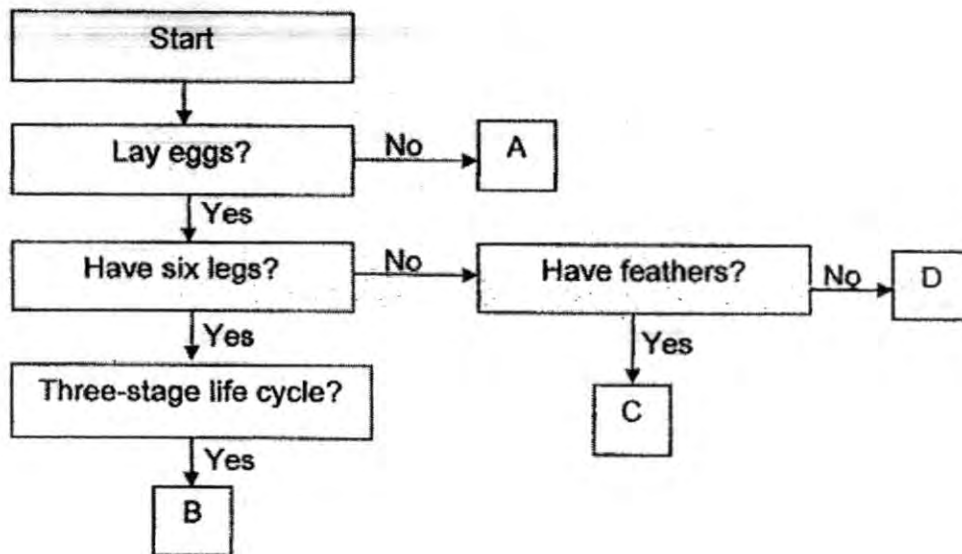 Start
Lay eggs?
No
A
Yes
Have six legs?
No
Have feathers?
No
D
Yes
Yes
Three-stage life cycle?
C
Yes
B